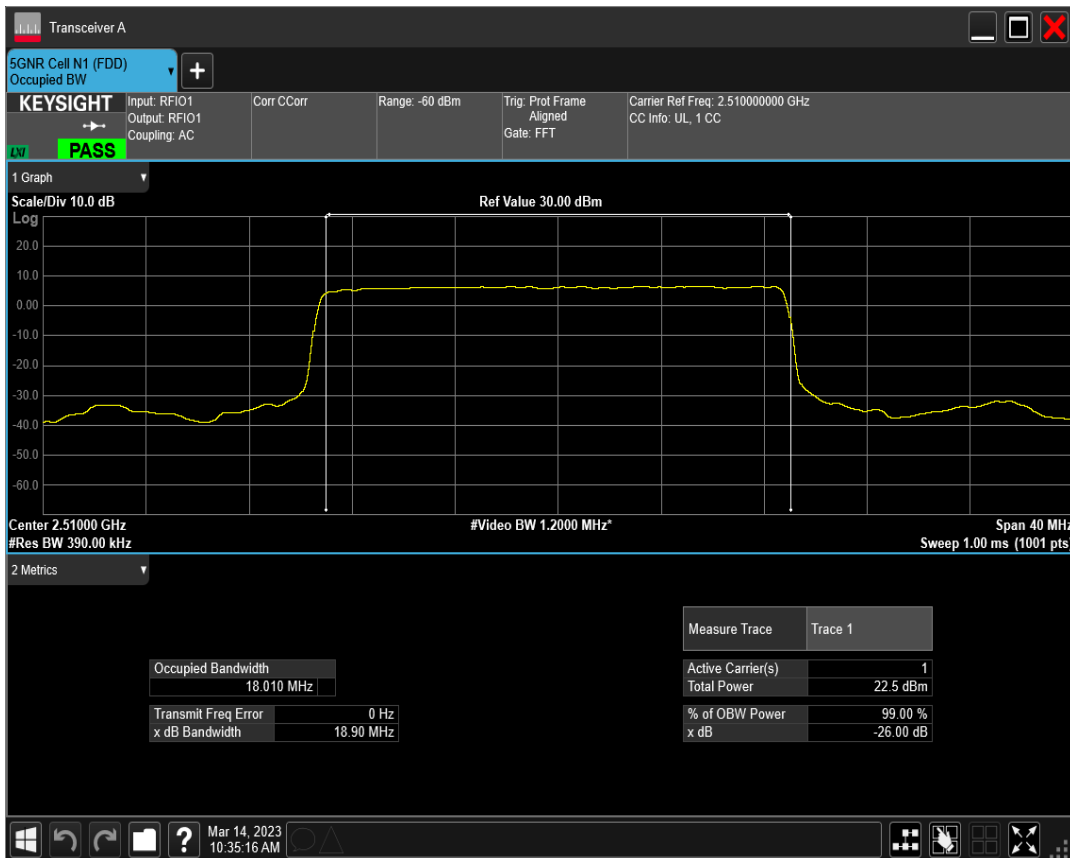 Transceiver A
5GNR Cell N1 (FDD)
Occupied BW
KEYSIGHT
LXI
PASS
Input: RFIO1
Output: RFIO1
Coupling: AC
Corr CCorr
Range: -60 dBm
Trig: Prot Frame
Aligned
Gate: FFT
Carrier Ref Freq: 2.510000000 GHz
CC Info: UL, 1 CC
1 Graph
Scale/Div 10.0 dB
Ref Value 30.00 dBm
Log
20.0
10.0
0.00
-10.0
-20.0
-30.0
-40.0
-50.0
-60.0
Center 2.51000 GHz
#Video BW 1.2000 MHz*
Span 40 MHz
#Res BW 390.00 kHz
Sweep 1.00 ms (1001 pts)
2 Metrics
Measure Trace Trace 1
Occupied Bandwidth
18.010 MHz
Active Carrier(s) 1
Total Power 22.5 dBm
Transmit Freq Error 0 Hz
x dB Bandwidth 18.90 MHz
% of OBW Power 99.00 %
x dB -26.00 dB
?
Mar 14, 2023
10:35:16 AM